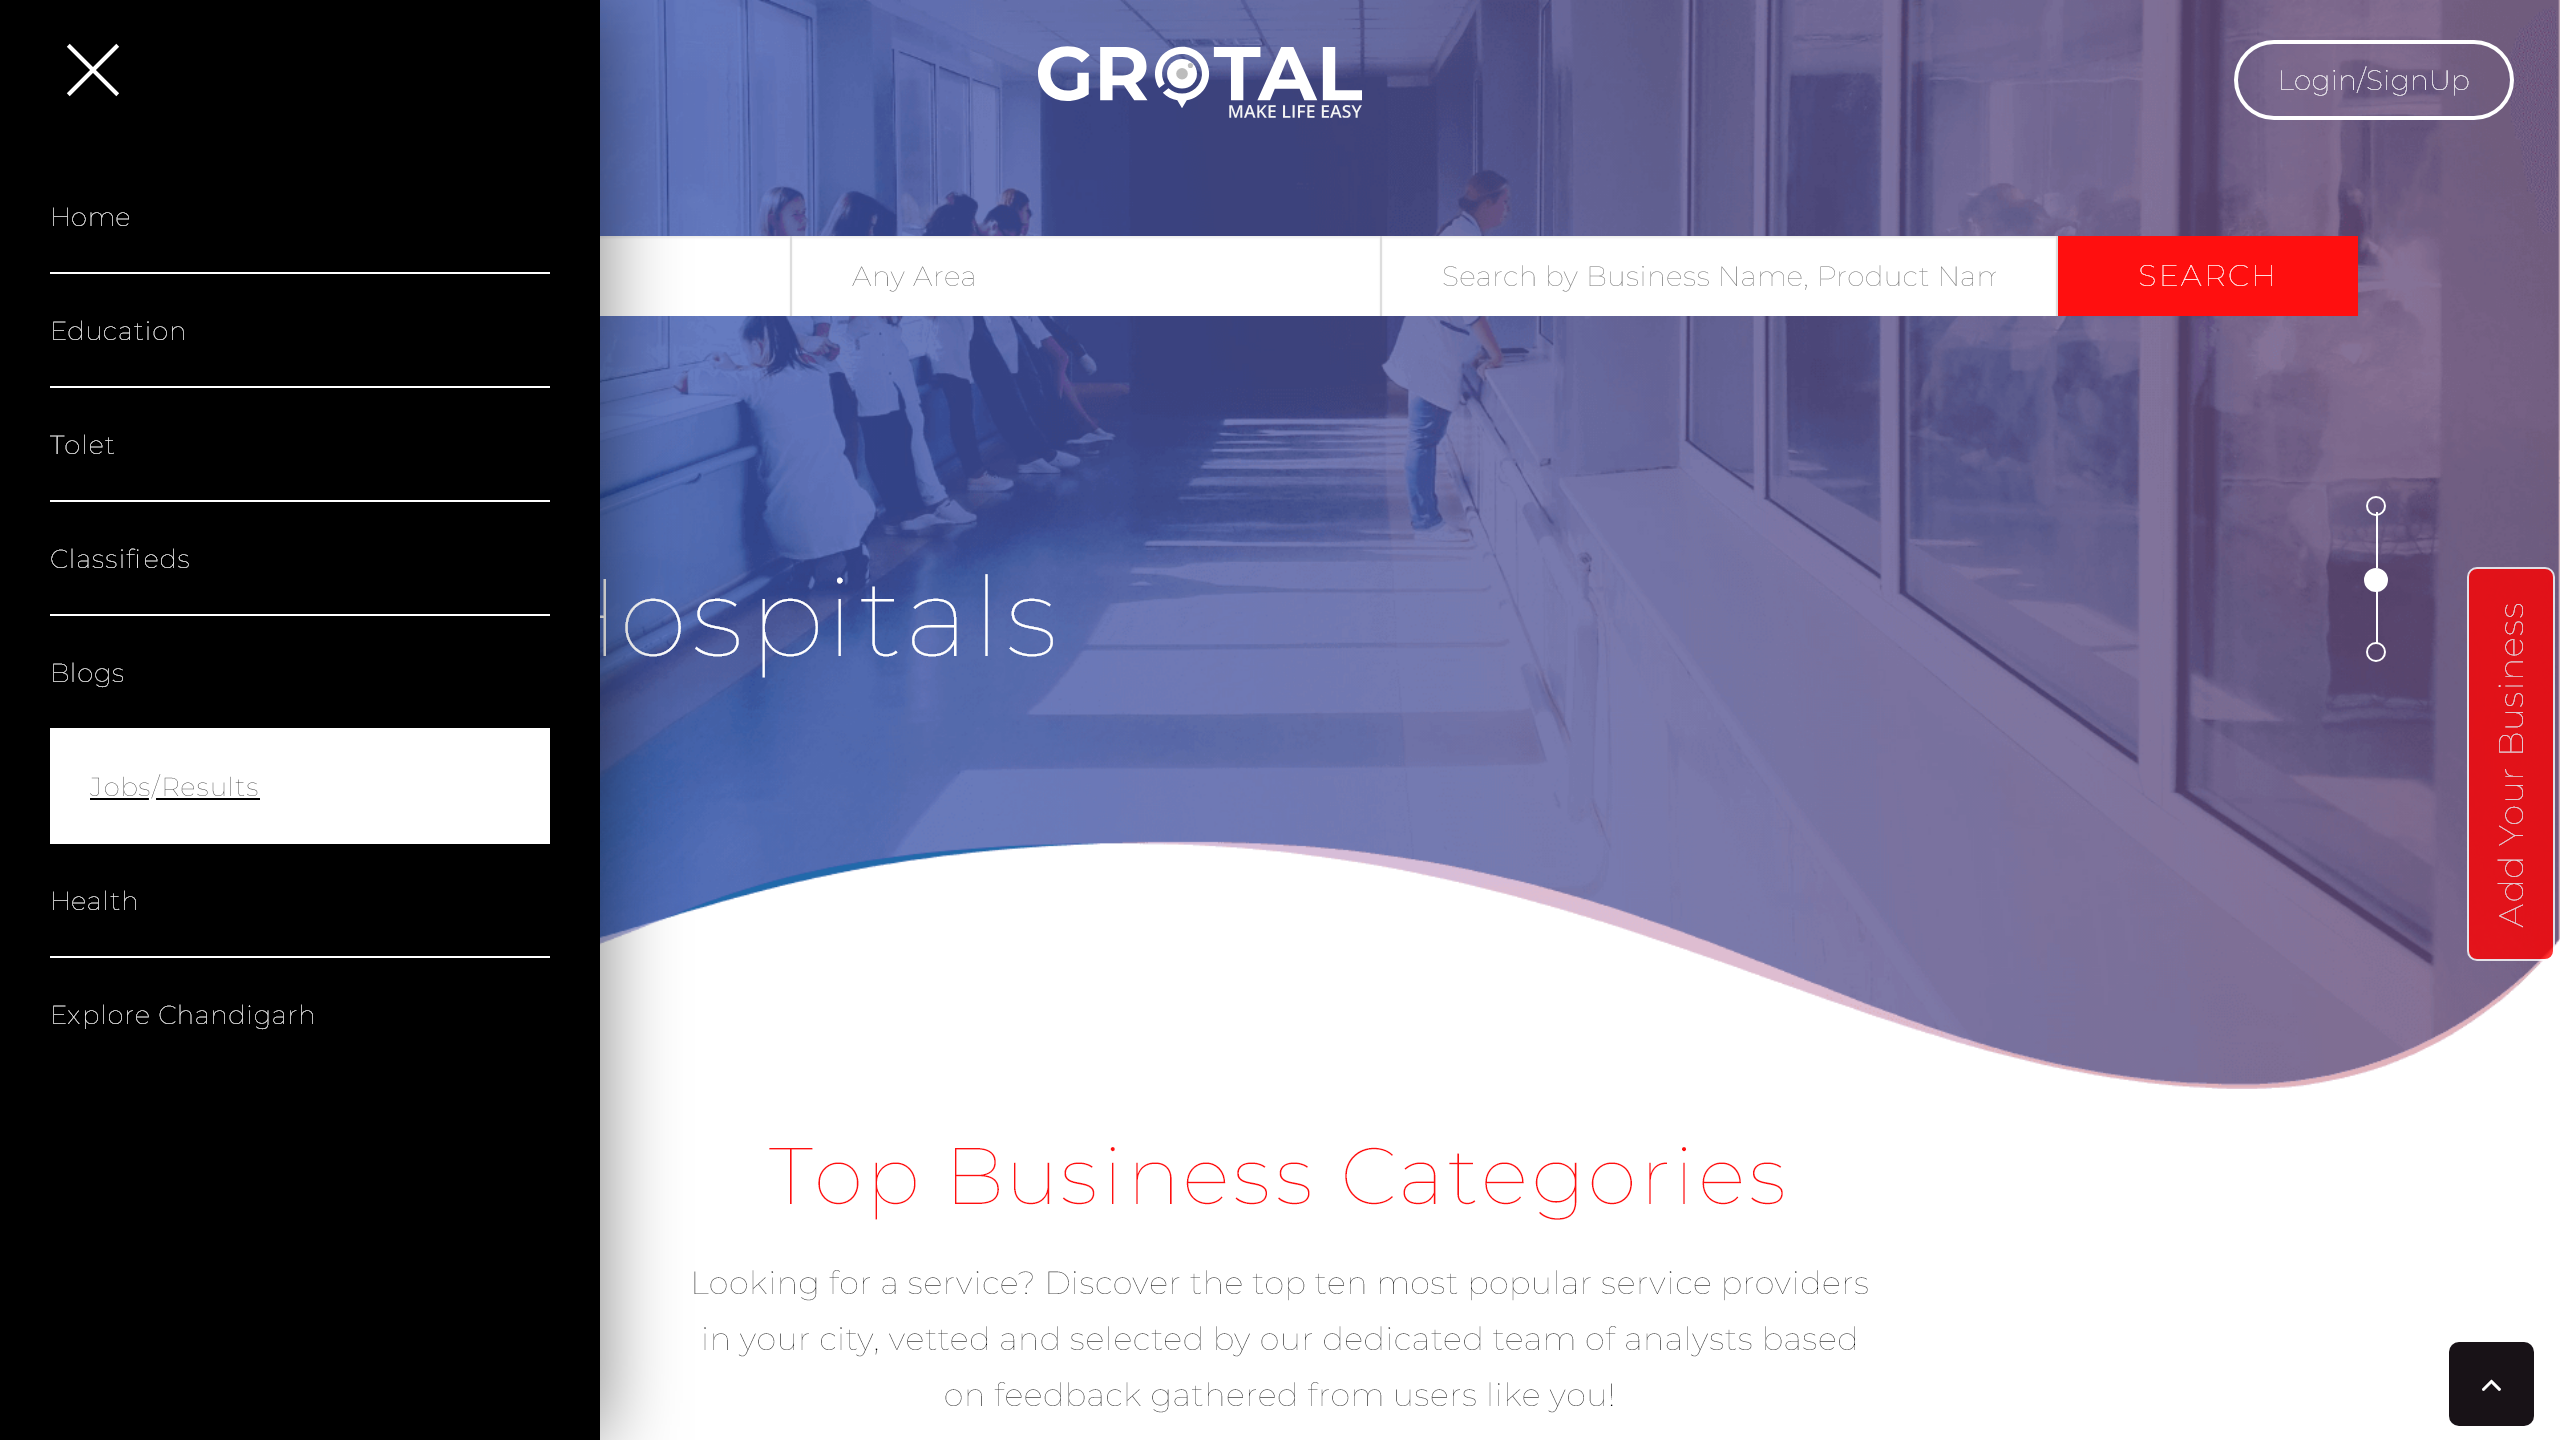 GROTAL
MAKE LIFE EASY
Login/SignUp
Home
Education
Tolet
Classifieds
Blogs
Jobs/Results
Health
Explore Chandigarh
Any Area
Search by Business Name, Product Nam
SEARCH
Hospitals
Add Your Business
Top Business Categories
Looking for a service? Discover the top ten most popular service providers
in your city, vetted and selected by our dedicated team of analysts based
on feedback gathered from users like you!